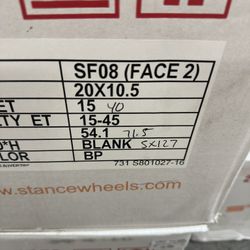 SF08 (FACE 2)
20X10.5
ET 15 40
TY ET 15-45
54.1 71.5
*H BLANK 5X127
LOR BP
731 S801027-16
www.stancewheels.com